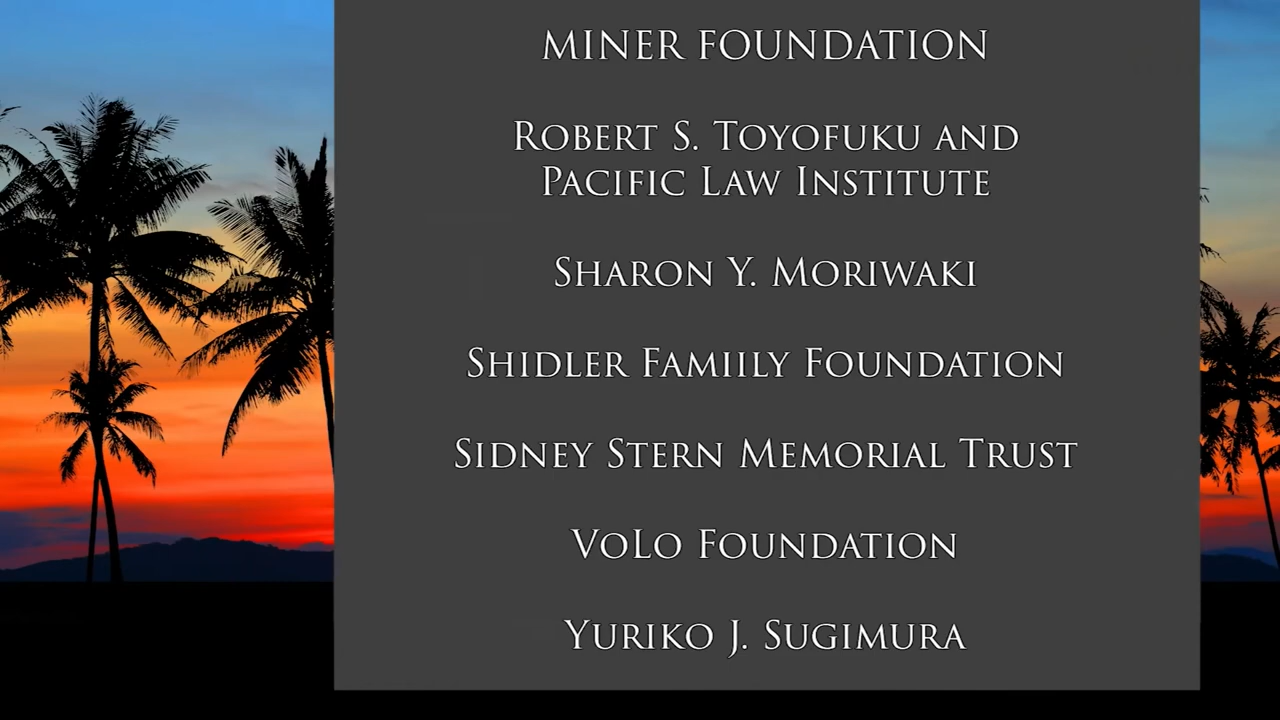 MINER FOUNDATION
ROBERT S. TOYOFUKU AND
PACIFIC LAW INSTITUTE
SHARON Y. MORIWAKI
SHIDLER FAMIILY FOUNDATION
SIDNEY STERN MEMORIAL TRUST
VOLO FOUNDATION
YURIKO J. SUGIMURA